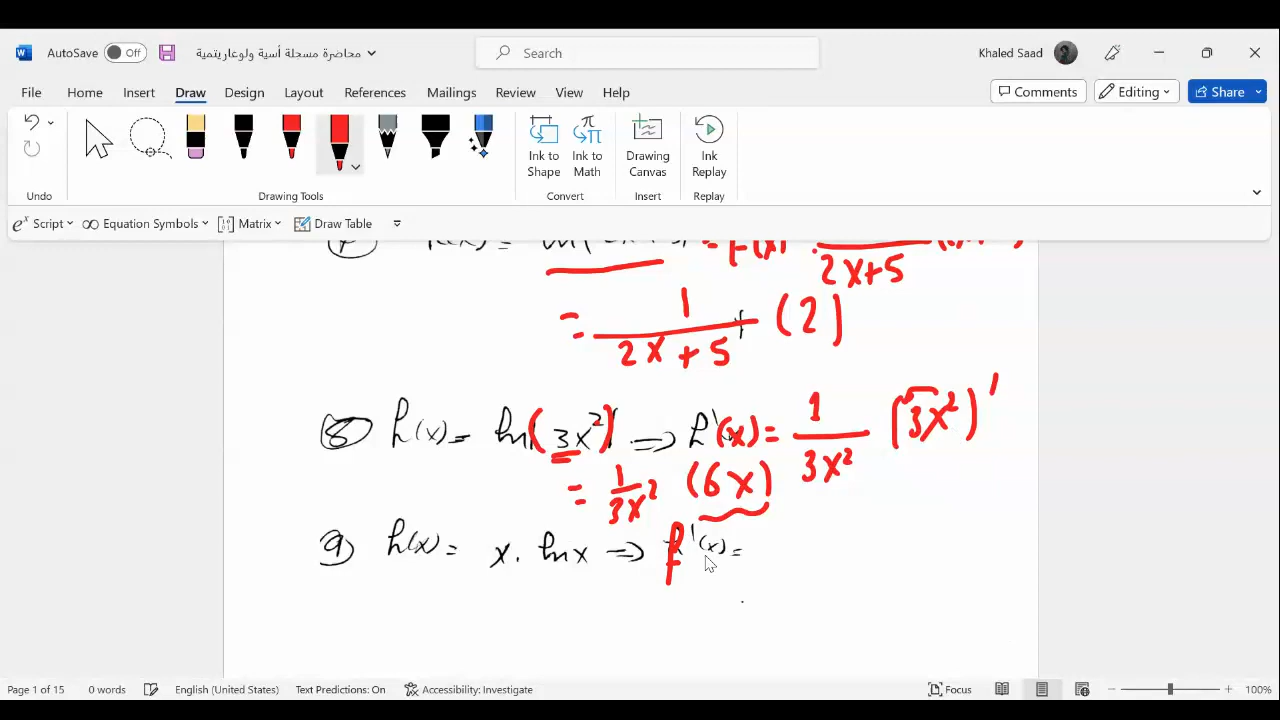 AutoSave Off محاضرة مسجلة أسية ولوغاريتمية Search Khaled Saad
File Home Insert Draw Design Layout References Mailings Review View Help Comments Editing Share
Undo Drawing Tools Ink to Shape Ink to Math Convert Drawing Canvas Insert Ink Replay Replay
Script Equation Symbols Matrix Draw Table
2x+5
= 1/(2x+5) (2)
8 h(x) = ln(3x²) ⇒ h'(x) = 1/(3x²) (3x²)'
= 1/(3x²) (6x)
9 h(x) = x. ln x ⇒ f'(x) =
Page 1 of 15 0 words English (United States) Text Predictions: On Accessibility: Investigate Focus 100%